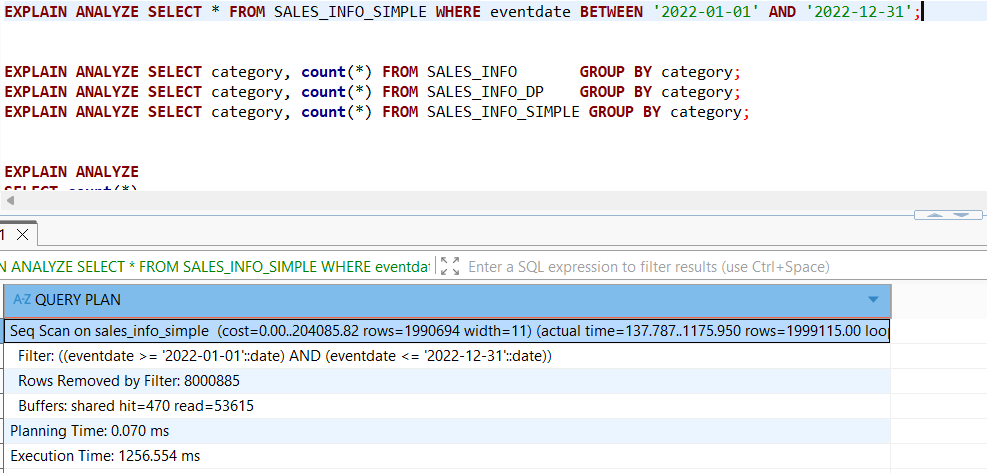 EXPLAIN ANALYZE SELECT * FROM SALES_INFO_SIMPLE WHERE eventdate BETWEEN '2022-01-01' AND '2022-12-31';
EXPLAIN ANALYZE SELECT category, count(*) FROM SALES_INFO GROUP BY category;
EXPLAIN ANALYZE SELECT category, count(*) FROM SALES_INFO_DP GROUP BY category;
EXPLAIN ANALYZE SELECT category, count(*) FROM SALES_INFO_SIMPLE GROUP BY category;
EXPLAIN ANALYZE
SELECT count(*)
1
N ANALYZE SELECT * FROM SALES_INFO_SIMPLE WHERE eventdat Enter a SQL expression to filter results (use Ctrl+Space)
A-Z QUERY PLAN
Seq Scan on sales_info_simple (cost=0.00..204085.82 rows=1990694 width=11) (actual time=137.787..1175.950 rows=1999115.00 loo
Filter: ((eventdate >= '2022-01-01'::date) AND (eventdate <= '2022-12-31'::date))
Rows Removed by Filter: 8000885
Buffers: shared hit=470 read=53615
Planning Time: 0.070 ms
Execution Time: 1256.554 ms